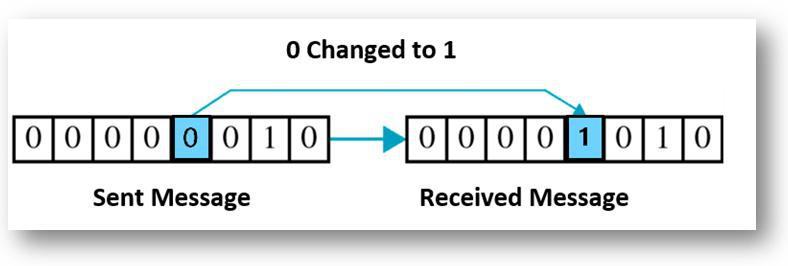 0 Changed to 1
0 0 0 0 0 0 1 0 0 0 0 0 1 0 1 0
Sent Message Received Message